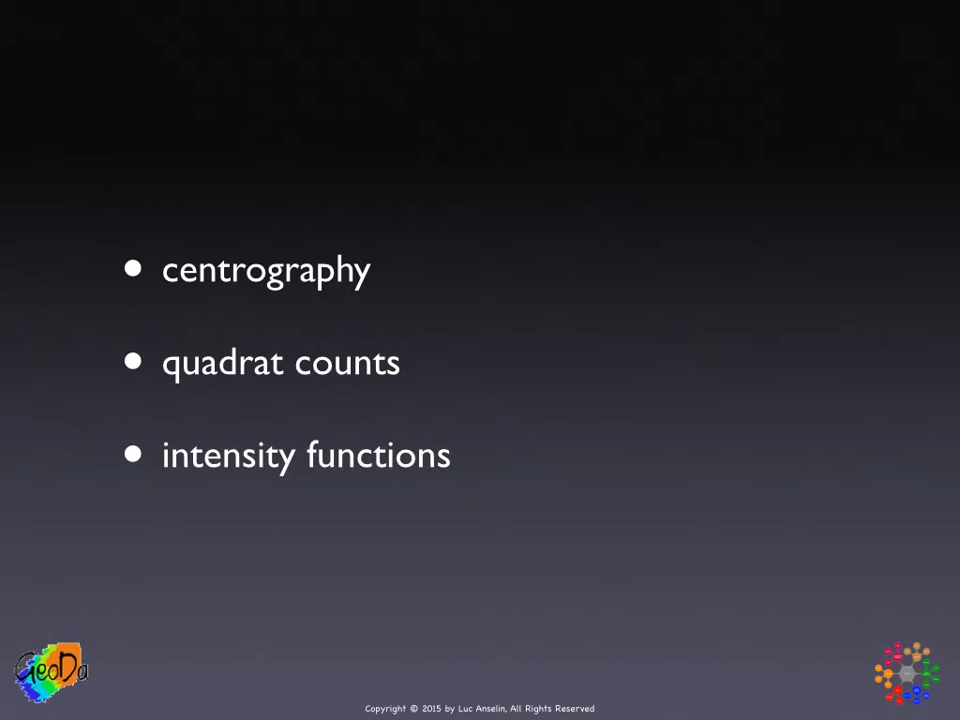 • centrography
• quadrat counts
• intensity functions
GeoDa
Copyright © 2015 by Luc Anselin, All Rights Reserved